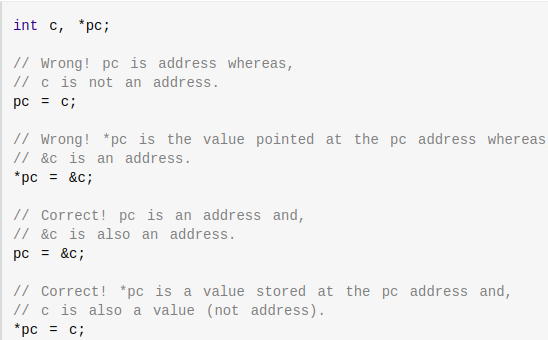 int c, *pc;
// Wrong! pc is address whereas,
// c is not an address.
pc = c;
// Wrong! *pc is the value pointed at the pc address whereas
// &c is an address.
*pc = &c;
// Correct! pc is an address and,
// &c is also an address.
pc = &c;
// Correct! *pc is a value stored at the pc address and,
// c is also a value (not address).
*pc = c;